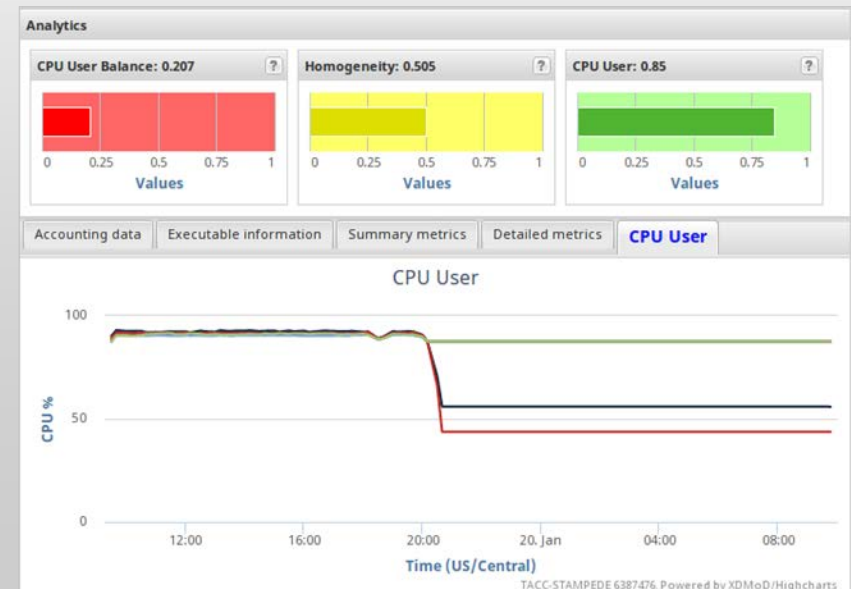 Analytics
CPU User Balance: 0.207 ? Homogeneity: 0.505 ? CPU User: 0.85 ?
0 0.25 0.5 0.75 1 0 0.25 0.5 0.75 1 0 0.25 0.5 0.75 1
Values Values Values
Accounting data Executable information Summary metrics Detailed metrics CPU User
CPU User
100
50
0
CPU %
12:00 16:00 20:00 20. Jan 04:00 08:00
Time (US/Central)
TACC-STAMPEDE 6387476. Powered by XDMoD/Highcharts